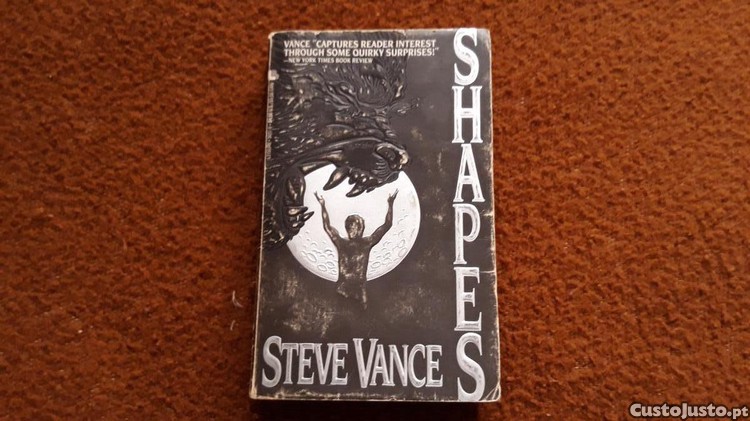 VANCE "CAPTURES READER INTEREST
THROUGH SOME QUIRKY SURPRISES!"
—NEW YORK TIMES BOOK REVIEW
SHAPES
STEVE VANCE
CustoJusto.pt